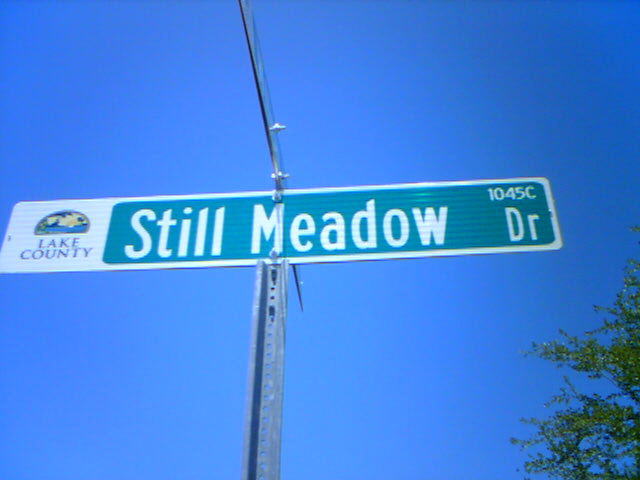 LAKE
COUNTY
Still Meadow Dr
1045C